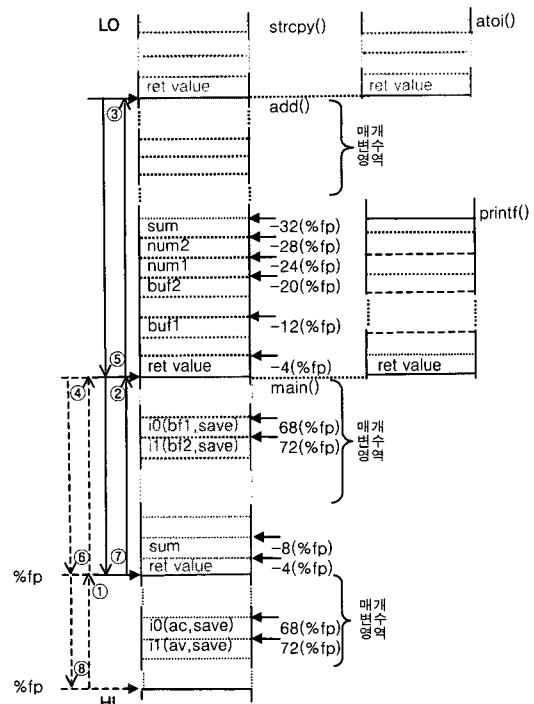 LO
strcpy()
atoi()
ret value
ret value
③
add()
매개
변수
영역
printf()
sum
-32(%fp)
num2
-28(%fp)
num1
-24(%fp)
buf2
-20(%fp)
buf1
-12(%fp)
⑤
ret value
-4(%fp)
ret value
④
②
main()
매개
변수
영역
i0(bf1,save)
68(%fp)
i1(bf2,save)
72(%fp)
sum
-8(%fp)
⑥
⑦
ret value
-4(%fp)
%fp
①
매개
변수
영역
i0(ac,save)
68(%fp)
i1(av,save)
72(%fp)
⑧
%fp
HI